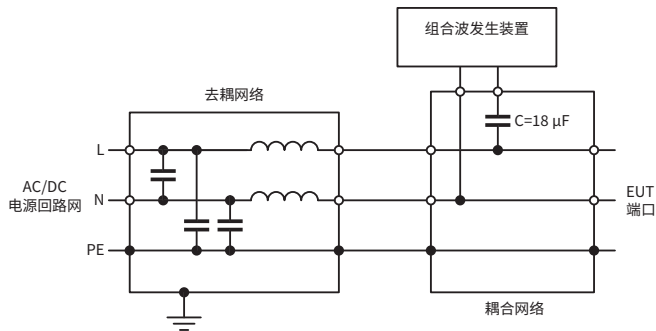 组合波发生装置
去耦网络
C=18 μF
L
AC/DC
电源回路网
N
EUT
端口
PE
耦合网络